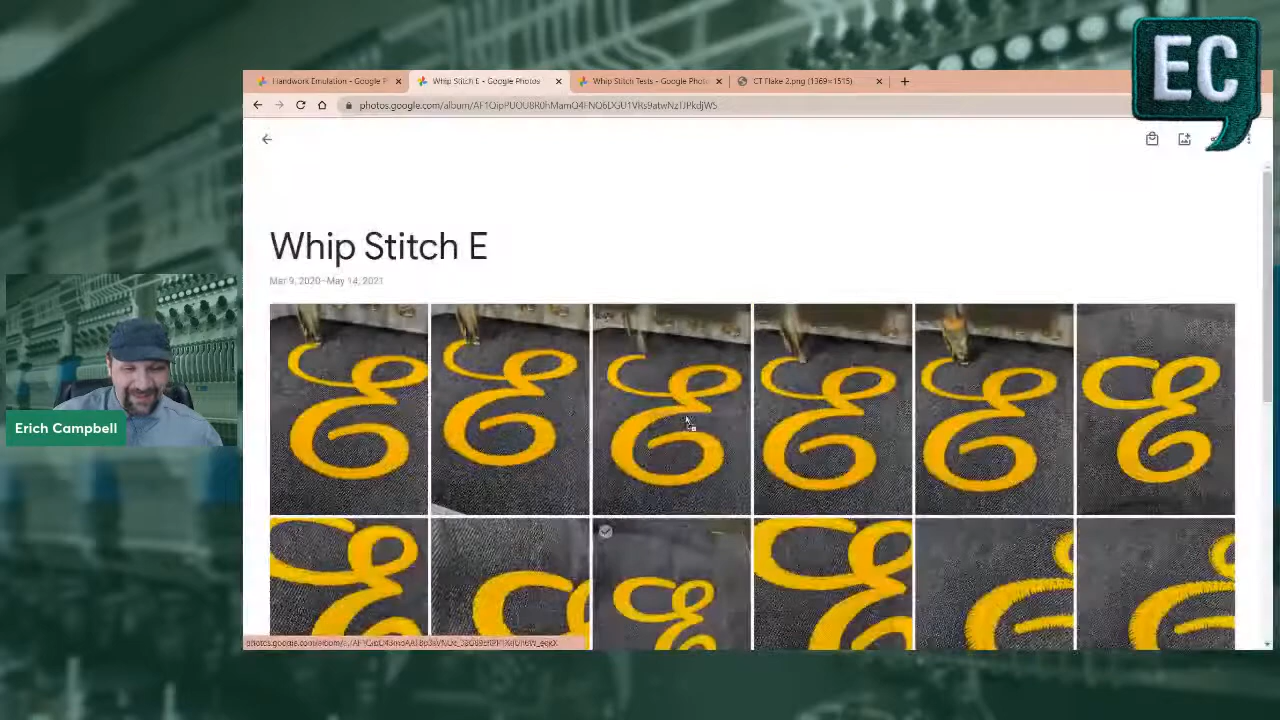 EC
Handwork Emulation - Google P
Whip Stitch E - Google Photos
Whip Stitch Tests - Google Photo
CT Flake 2.png (1369×1515)
Whip Stitch E
Mar 9, 2020–May 14, 2021
Erich Campbell